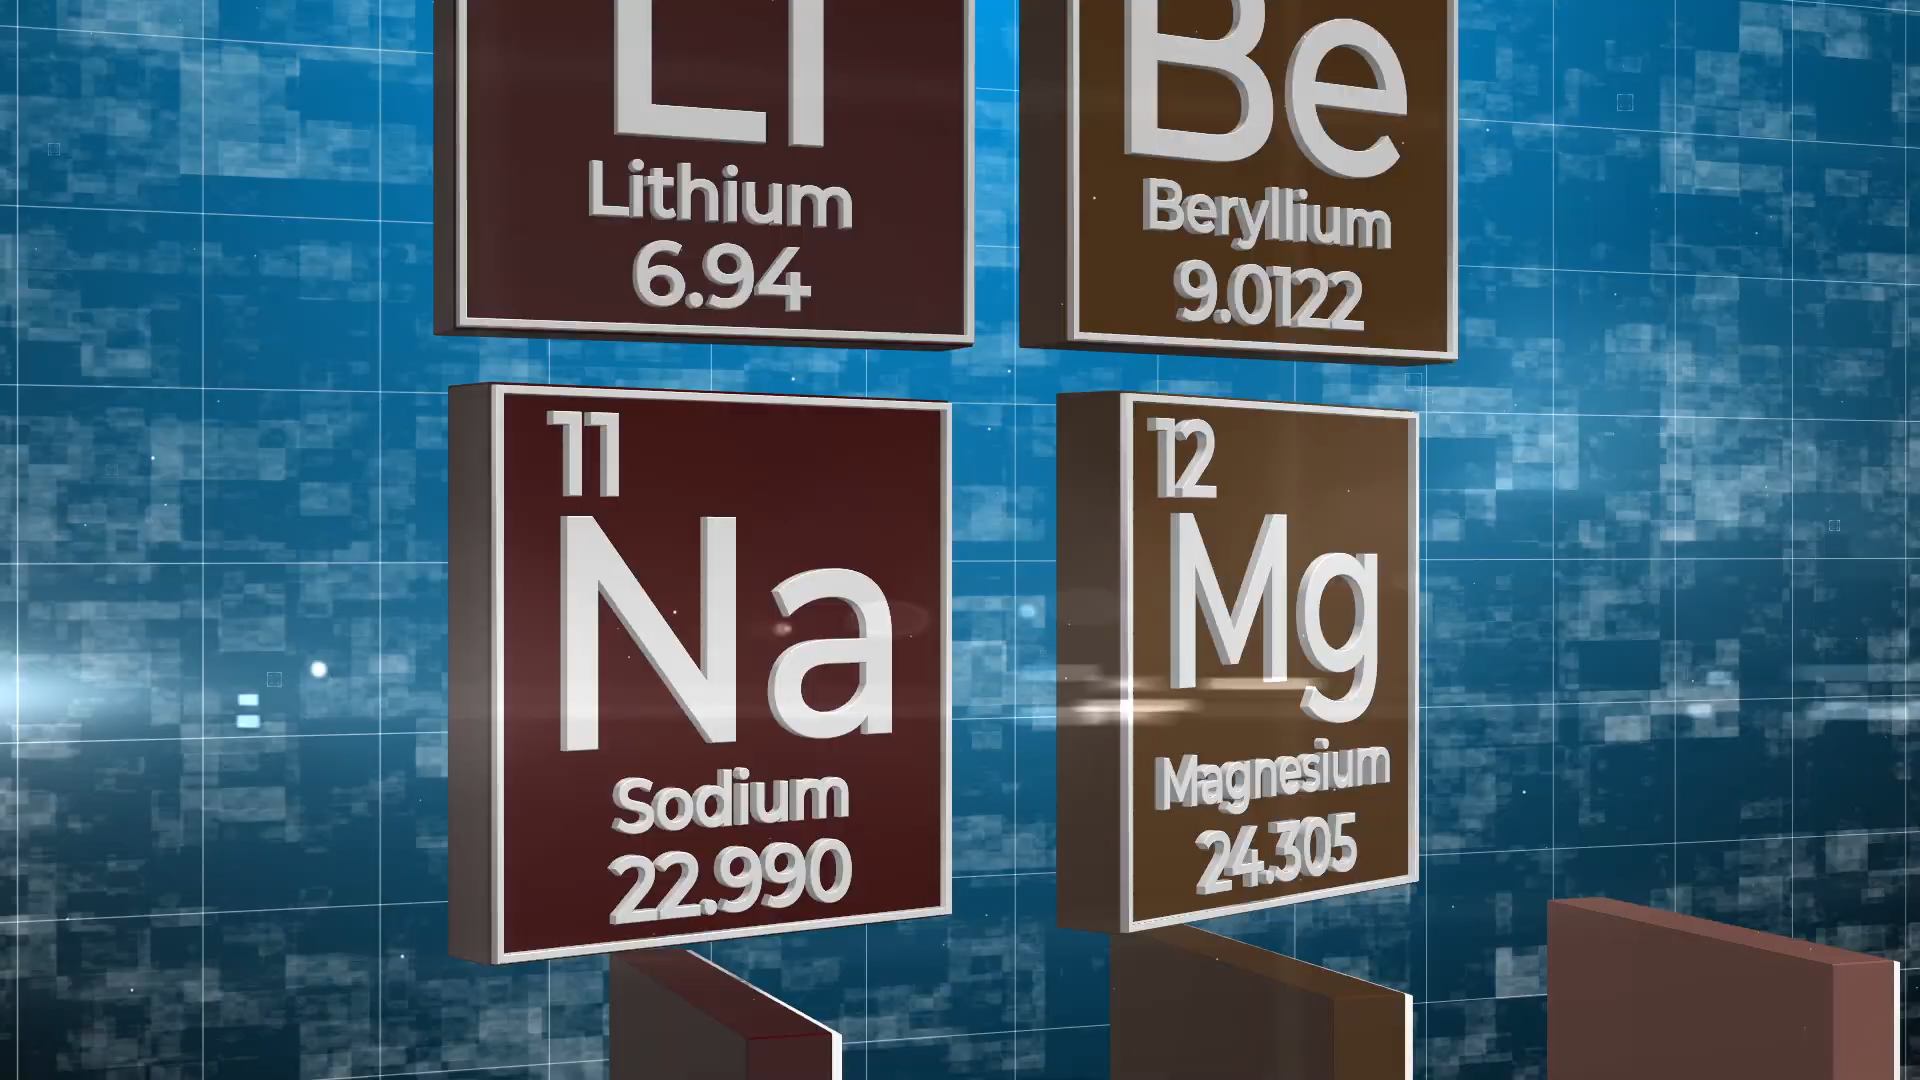 Li
Lithium
6.94
Be
Beryllium
9.0122
11
Na
Sodium
22.990
12
Mg
Magnesium
24.305